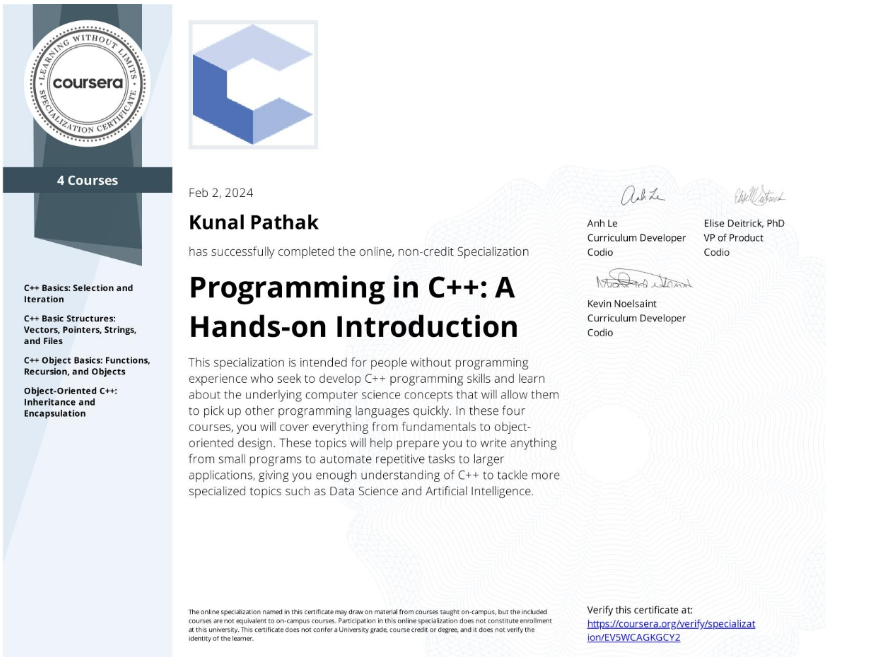 LEARNING WITHOUT LIMITS
coursera
SPECIALIZATION CERTIFICATE
4 Courses
C++ Basics: Selection and
Iteration
C++ Basic Structures:
Vectors, Pointers, Strings,
and Files
C++ Object Basics: Functions,
Recursion, and Objects
Object-Oriented C++:
Inheritance and
Encapsulation
Feb 2, 2024
Kunal Pathak
has successfully completed the online, non-credit Specialization
Programming in C++: A
Hands-on Introduction
This specialization is intended for people without programming
experience who seek to develop C++ programming skills and learn
about the underlying computer science concepts that will allow them
to pick up other programming languages quickly. In these four
courses, you will cover everything from fundamentals to object-
oriented design. These topics will help prepare you to write anything
from small programs to automate repetitive tasks to larger
applications, giving you enough understanding of C++ to tackle more
specialized topics such as Data Science and Artificial Intelligence.
Anh Le
Anh Le
Curriculum Developer
Codio
Elise Deitrick, PhD
VP of Product
Codio
Kevin Noelsaint
Curriculum Developer
Codio
The online specialization named in this certificate may draw on material from courses taught on-campus, but the included
courses are not equivalent to on-campus courses. Participation in this online specialization does not constitute enrollment
at this university. This certificate does not confer a University grade, course credit or degree, and it does not verify the
identity of the learner.
Verify this certificate at:
https://coursera.org/verify/specializat
ion/EV5WCAGKGCY2